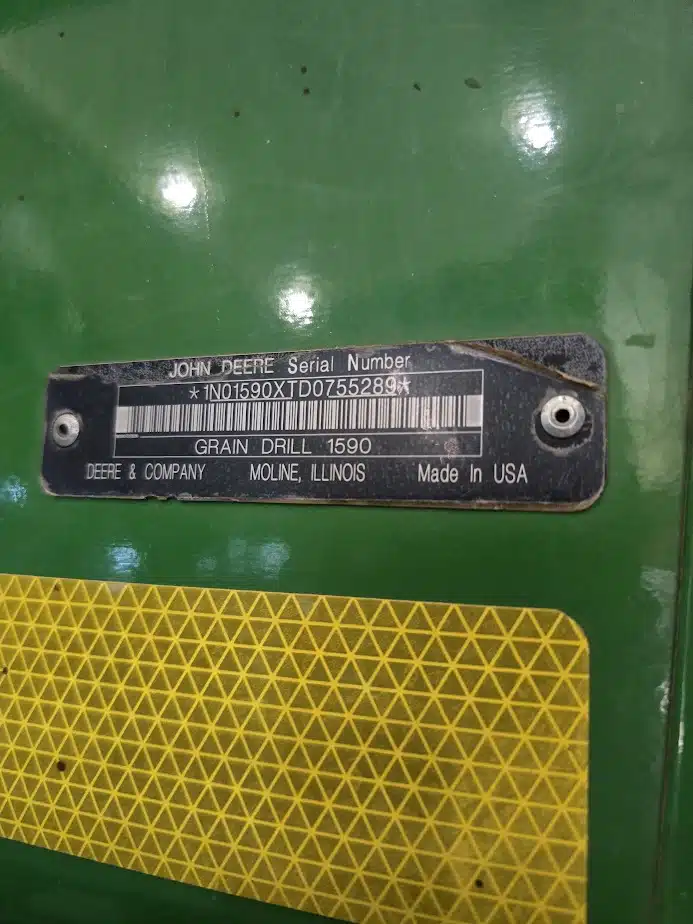 JOHN DEERE Serial Number
*1N01590XTD0755289*
GRAIN DRILL 1590
DEERE & COMPANY MOLINE, ILLINOIS Made In USA